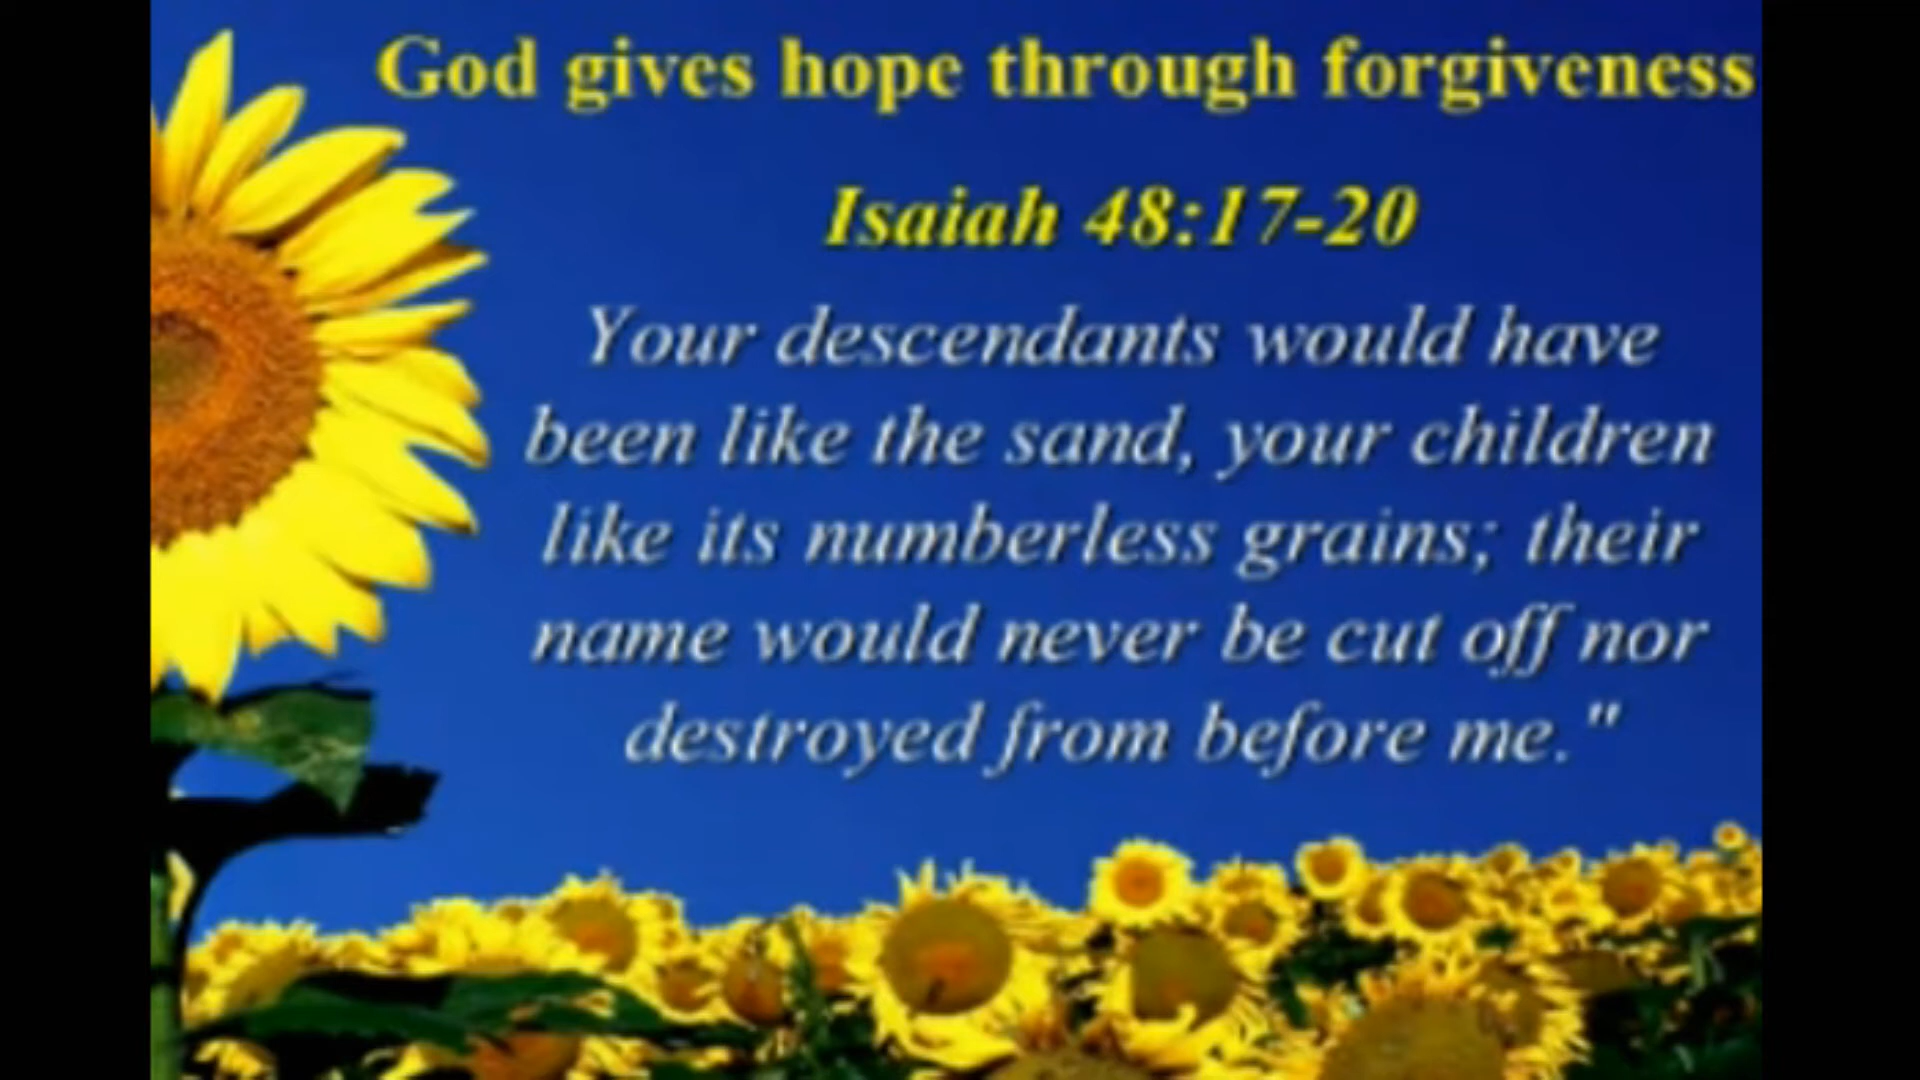 God gives hope through forgiveness
Isaiah 48:17-20
Your descendants would have
been like the sand, your children
like its numberless grains; their
name would never be cut off nor
destroyed from before me."